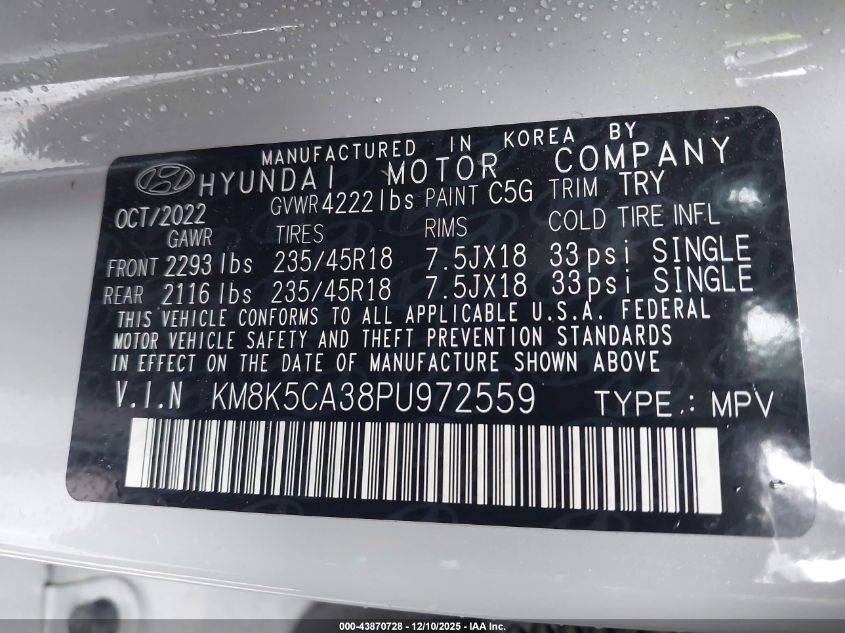 MANUFACTURED IN KOREA BY
HYUNDAI MOTOR COMPANY
OCT/2022 GVWR 4222 lbs PAINT C5G TRIM TRY
GAWR TIRES RIMS COLD TIRE INFL
FRONT 2293 lbs 235/45R18 7.5JX18 33psi SINGLE
REAR 2116 lbs 235/45R18 7.5JX18 33psi SINGLE
THIS VEHICLE CONFORMS TO ALL APPLICABLE U.S.A. FEDERAL
MOTOR VEHICLE SAFETY AND THEFT PREVENTION STANDARDS
IN EFFECT ON THE DATE OF MANUFACTURE SHOWN ABOVE
V.I.N KM8K5CA38PU972559 TYPE: MPV
000-43870728 - 12/10/2025 - IAA, Inc.